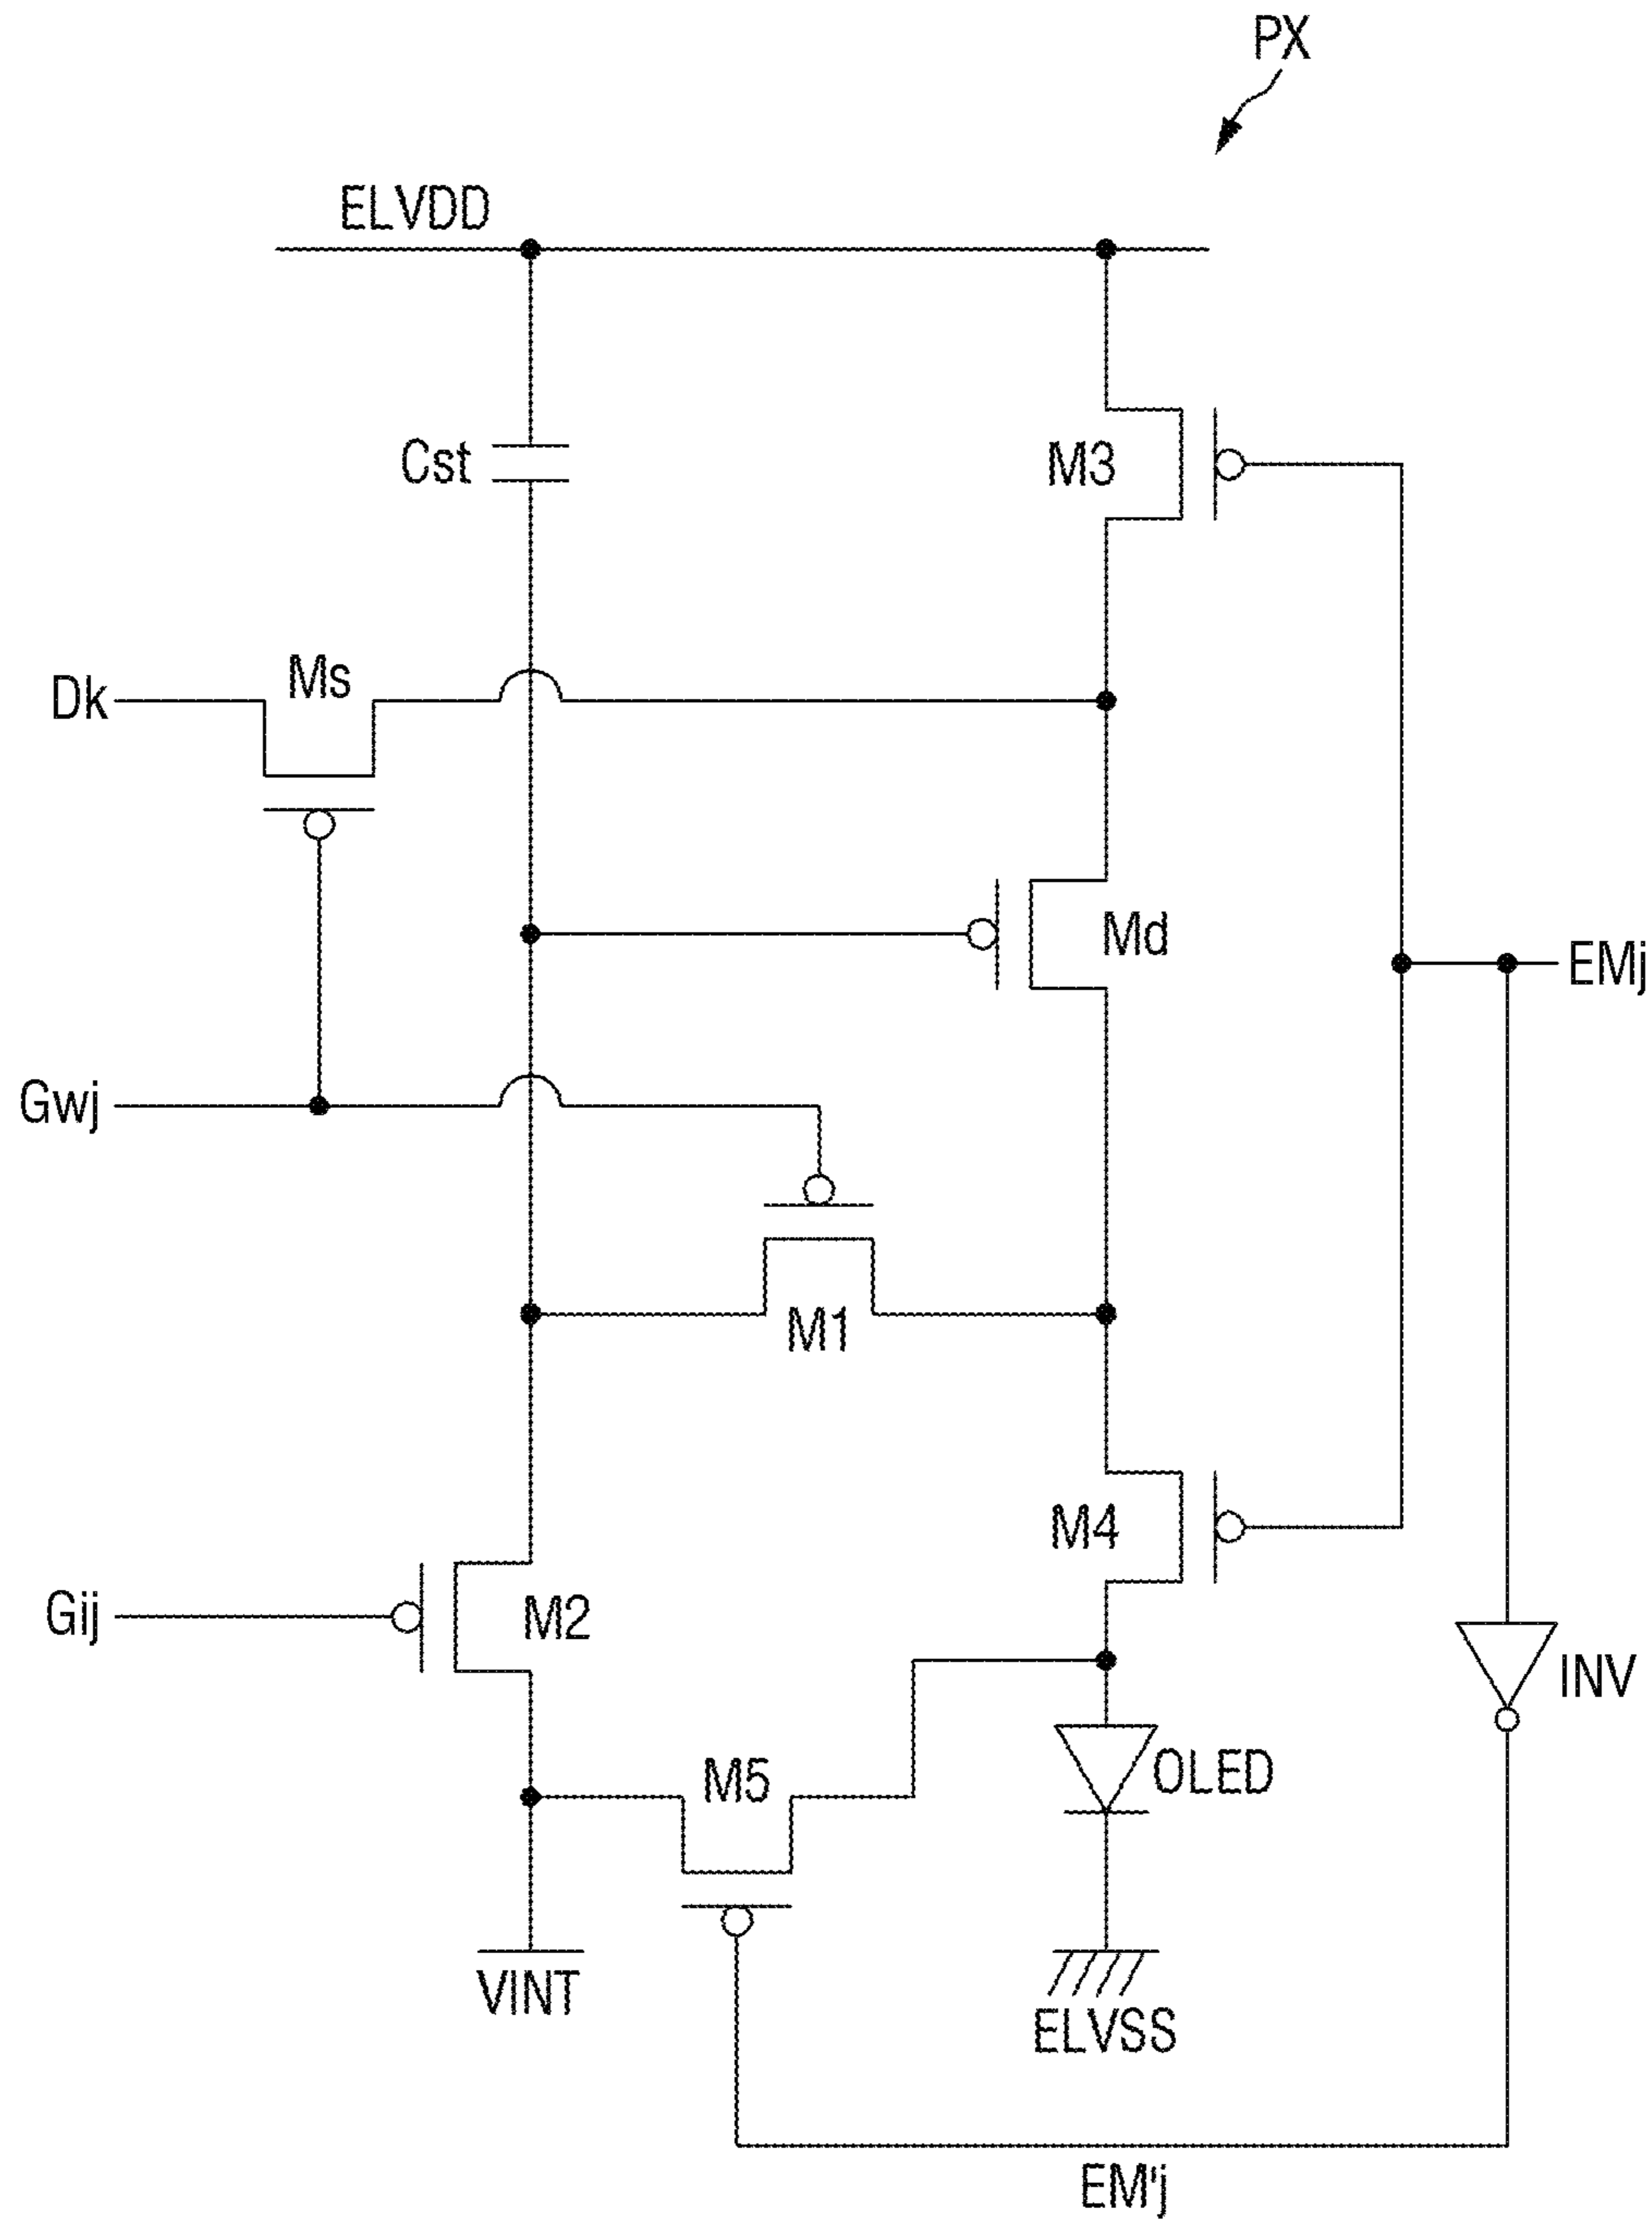 PX
ELVDD
Cst
M3
Ms
Dk
Md
EMj
Gwj
M1
M4
Gij
M2
INV
M5
OLED
VINT
ELVSS
EM'j